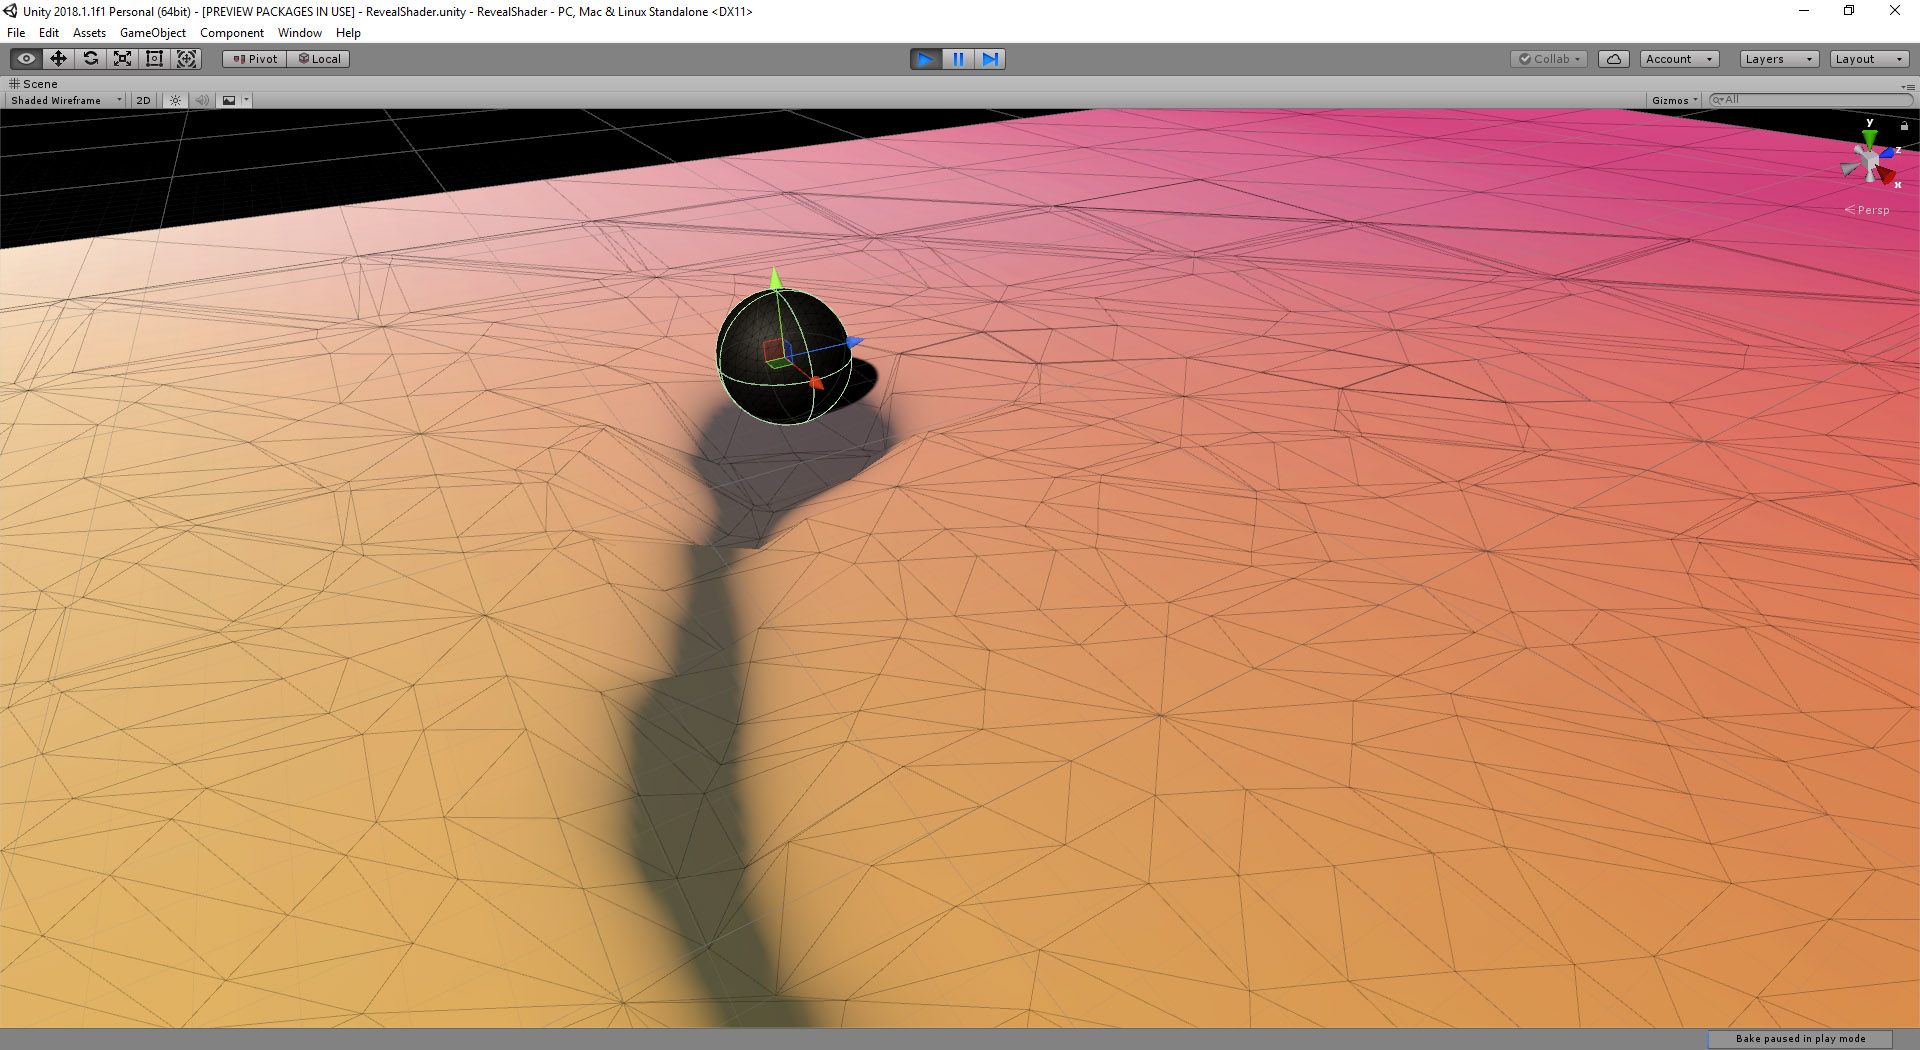 Unity 2018.1.1f1 Personal (64bit) - [PREVIEW PACKAGES IN USE] - RevealShader.unity - RevealShader - PC, Mac & Linux Standalone <DX11>
File Edit Assets GameObject Component Window Help
Pivot Local Collab Account Layers Layout
Scene
Shaded Wireframe 2D Gizmos All
y
z
x
Persp
Bake paused in play mode